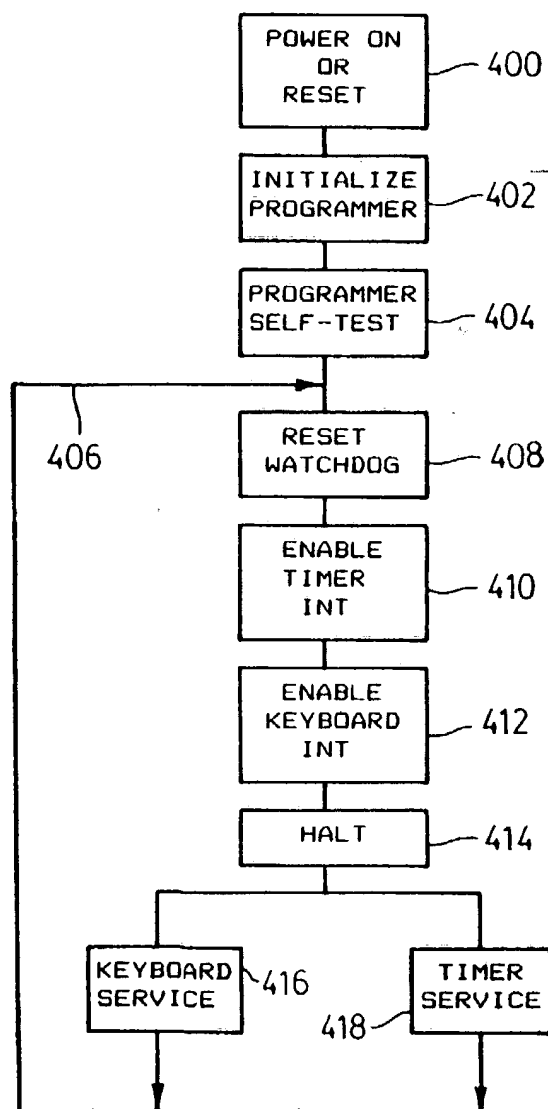 POWER ON
OR
RESET
400
INITIALIZE
PROGRAMMER
402
PROGRAMMER
SELF-TEST
404
406
RESET
WATCHDOG
408
ENABLE
TIMER
INT
410
ENABLE
KEYBOARD
INT
412
HALT
414
KEYBOARD
SERVICE
416
TIMER
SERVICE
418